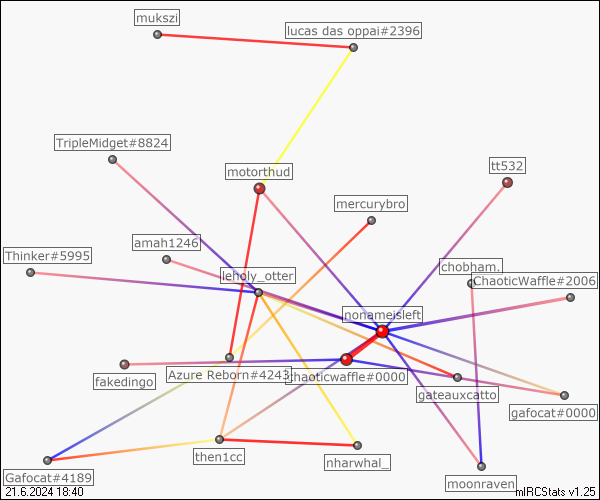 mukszi
lucas das oppai#2396
TripleMidget#8824
motorthud
tt532
mercurybro
amah1246
Thinker#5995
leholy_otter
chobham.
ChaoticWaffle#2006
nonameisleft
fakedingo
Azure Reborn#4243
chaoticwaffle#0000
gateauxcatto
gafocat#0000
then1cc
nharwhal_
Gafocat#4189
moonraven
21.6.2024 18:40
mIRCStats v1.25